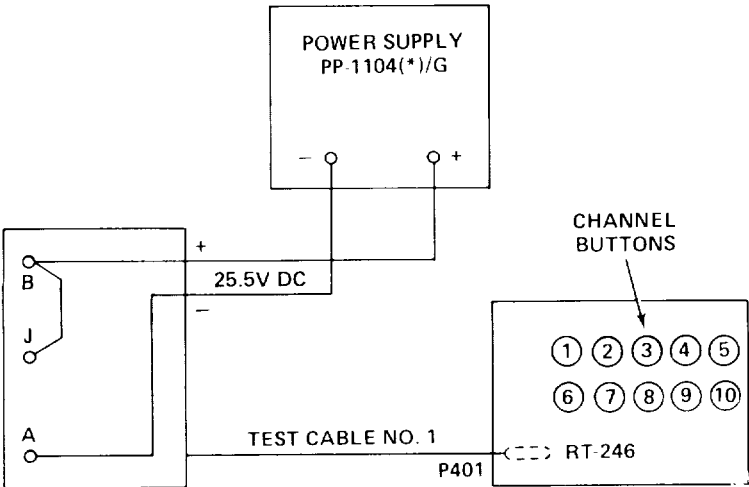 POWER SUPPLY
PP-1104(*)/G
− +
CHANNEL
BUTTONS
B
+
25.5V DC
−
J
1 2 3 4 5
6 7 8 9 10
A
TEST CABLE NO. 1
P401
RT-246